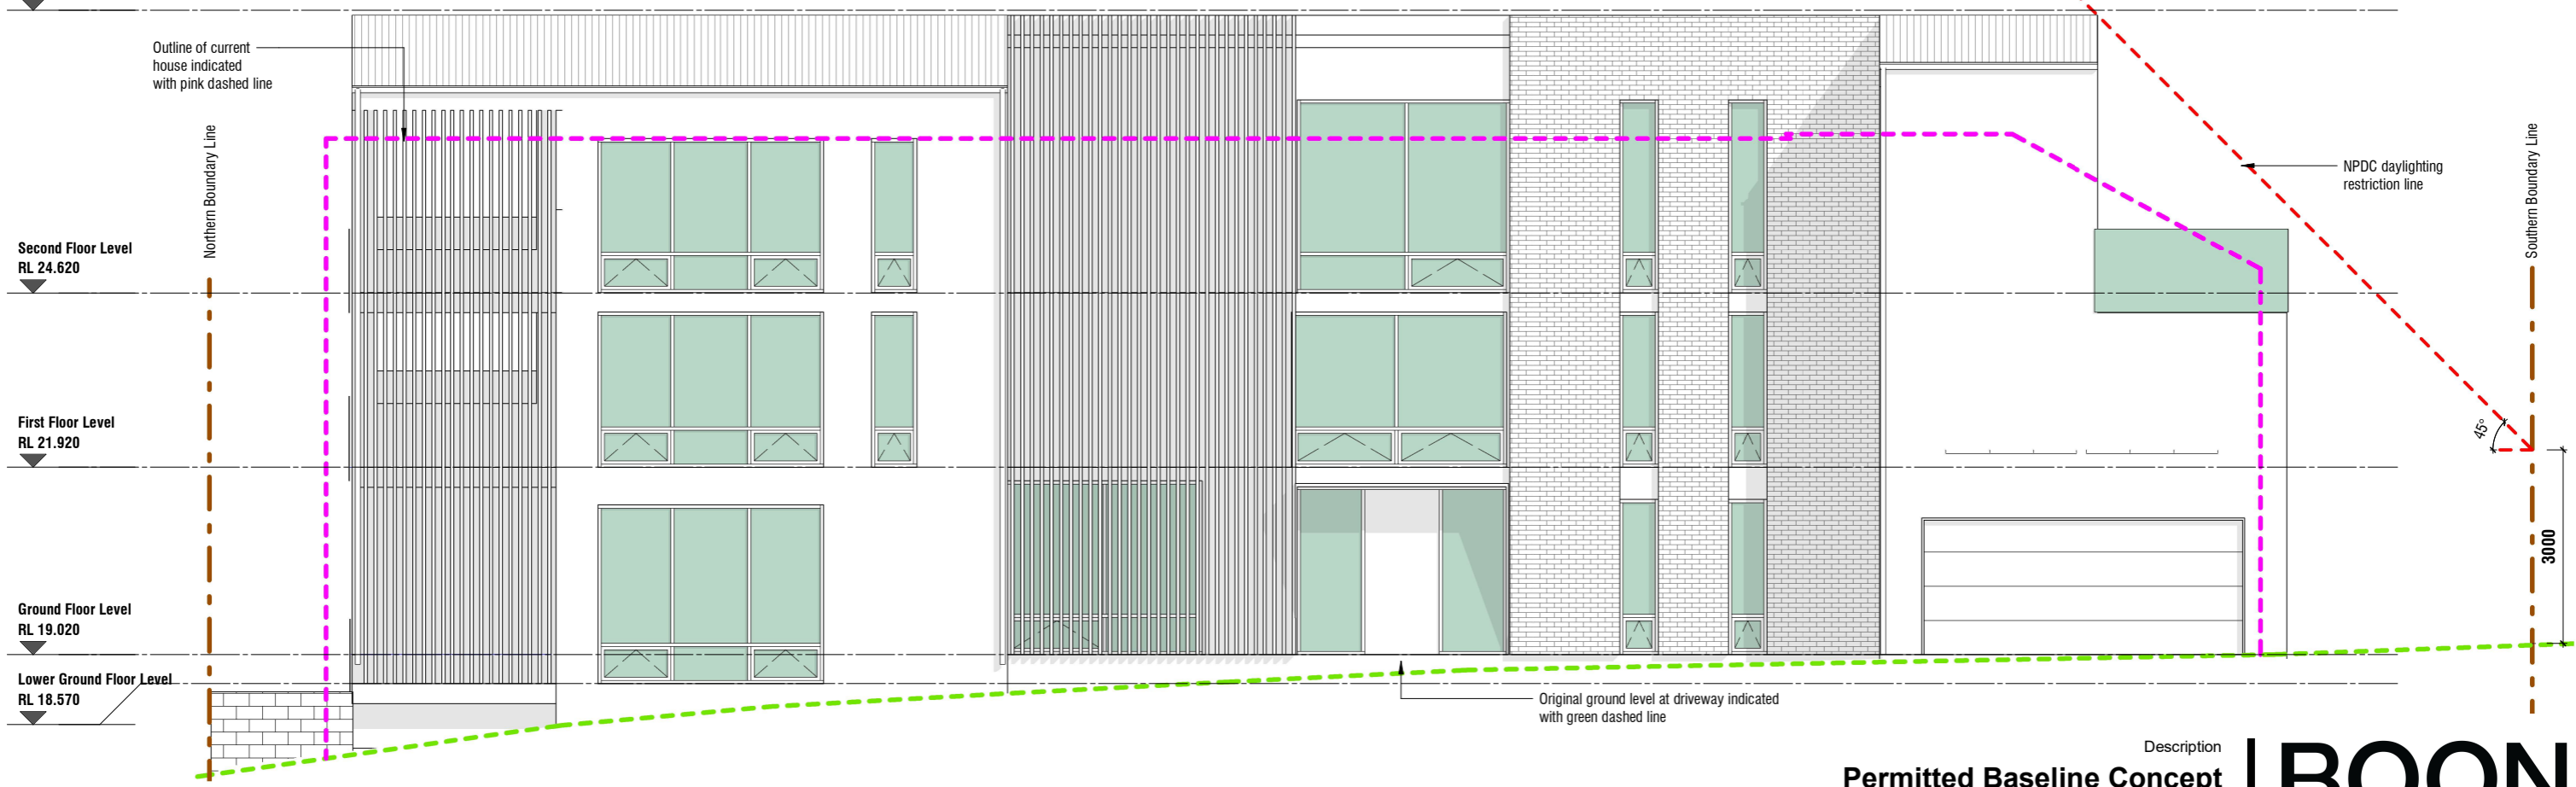 Outline of current
house indicated
with pink dashed line
Northern Boundary Line
Second Floor Level
RL 24.620
First Floor Level
RL 21.920
Ground Floor Level
RL 19.020
Lower Ground Floor Level
RL 18.570
NPDC daylighting
restriction line
Southern Boundary Line
45°
3000
Original ground level at driveway indicated
with green dashed line
Description
Permitted Baseline Concept
BOON